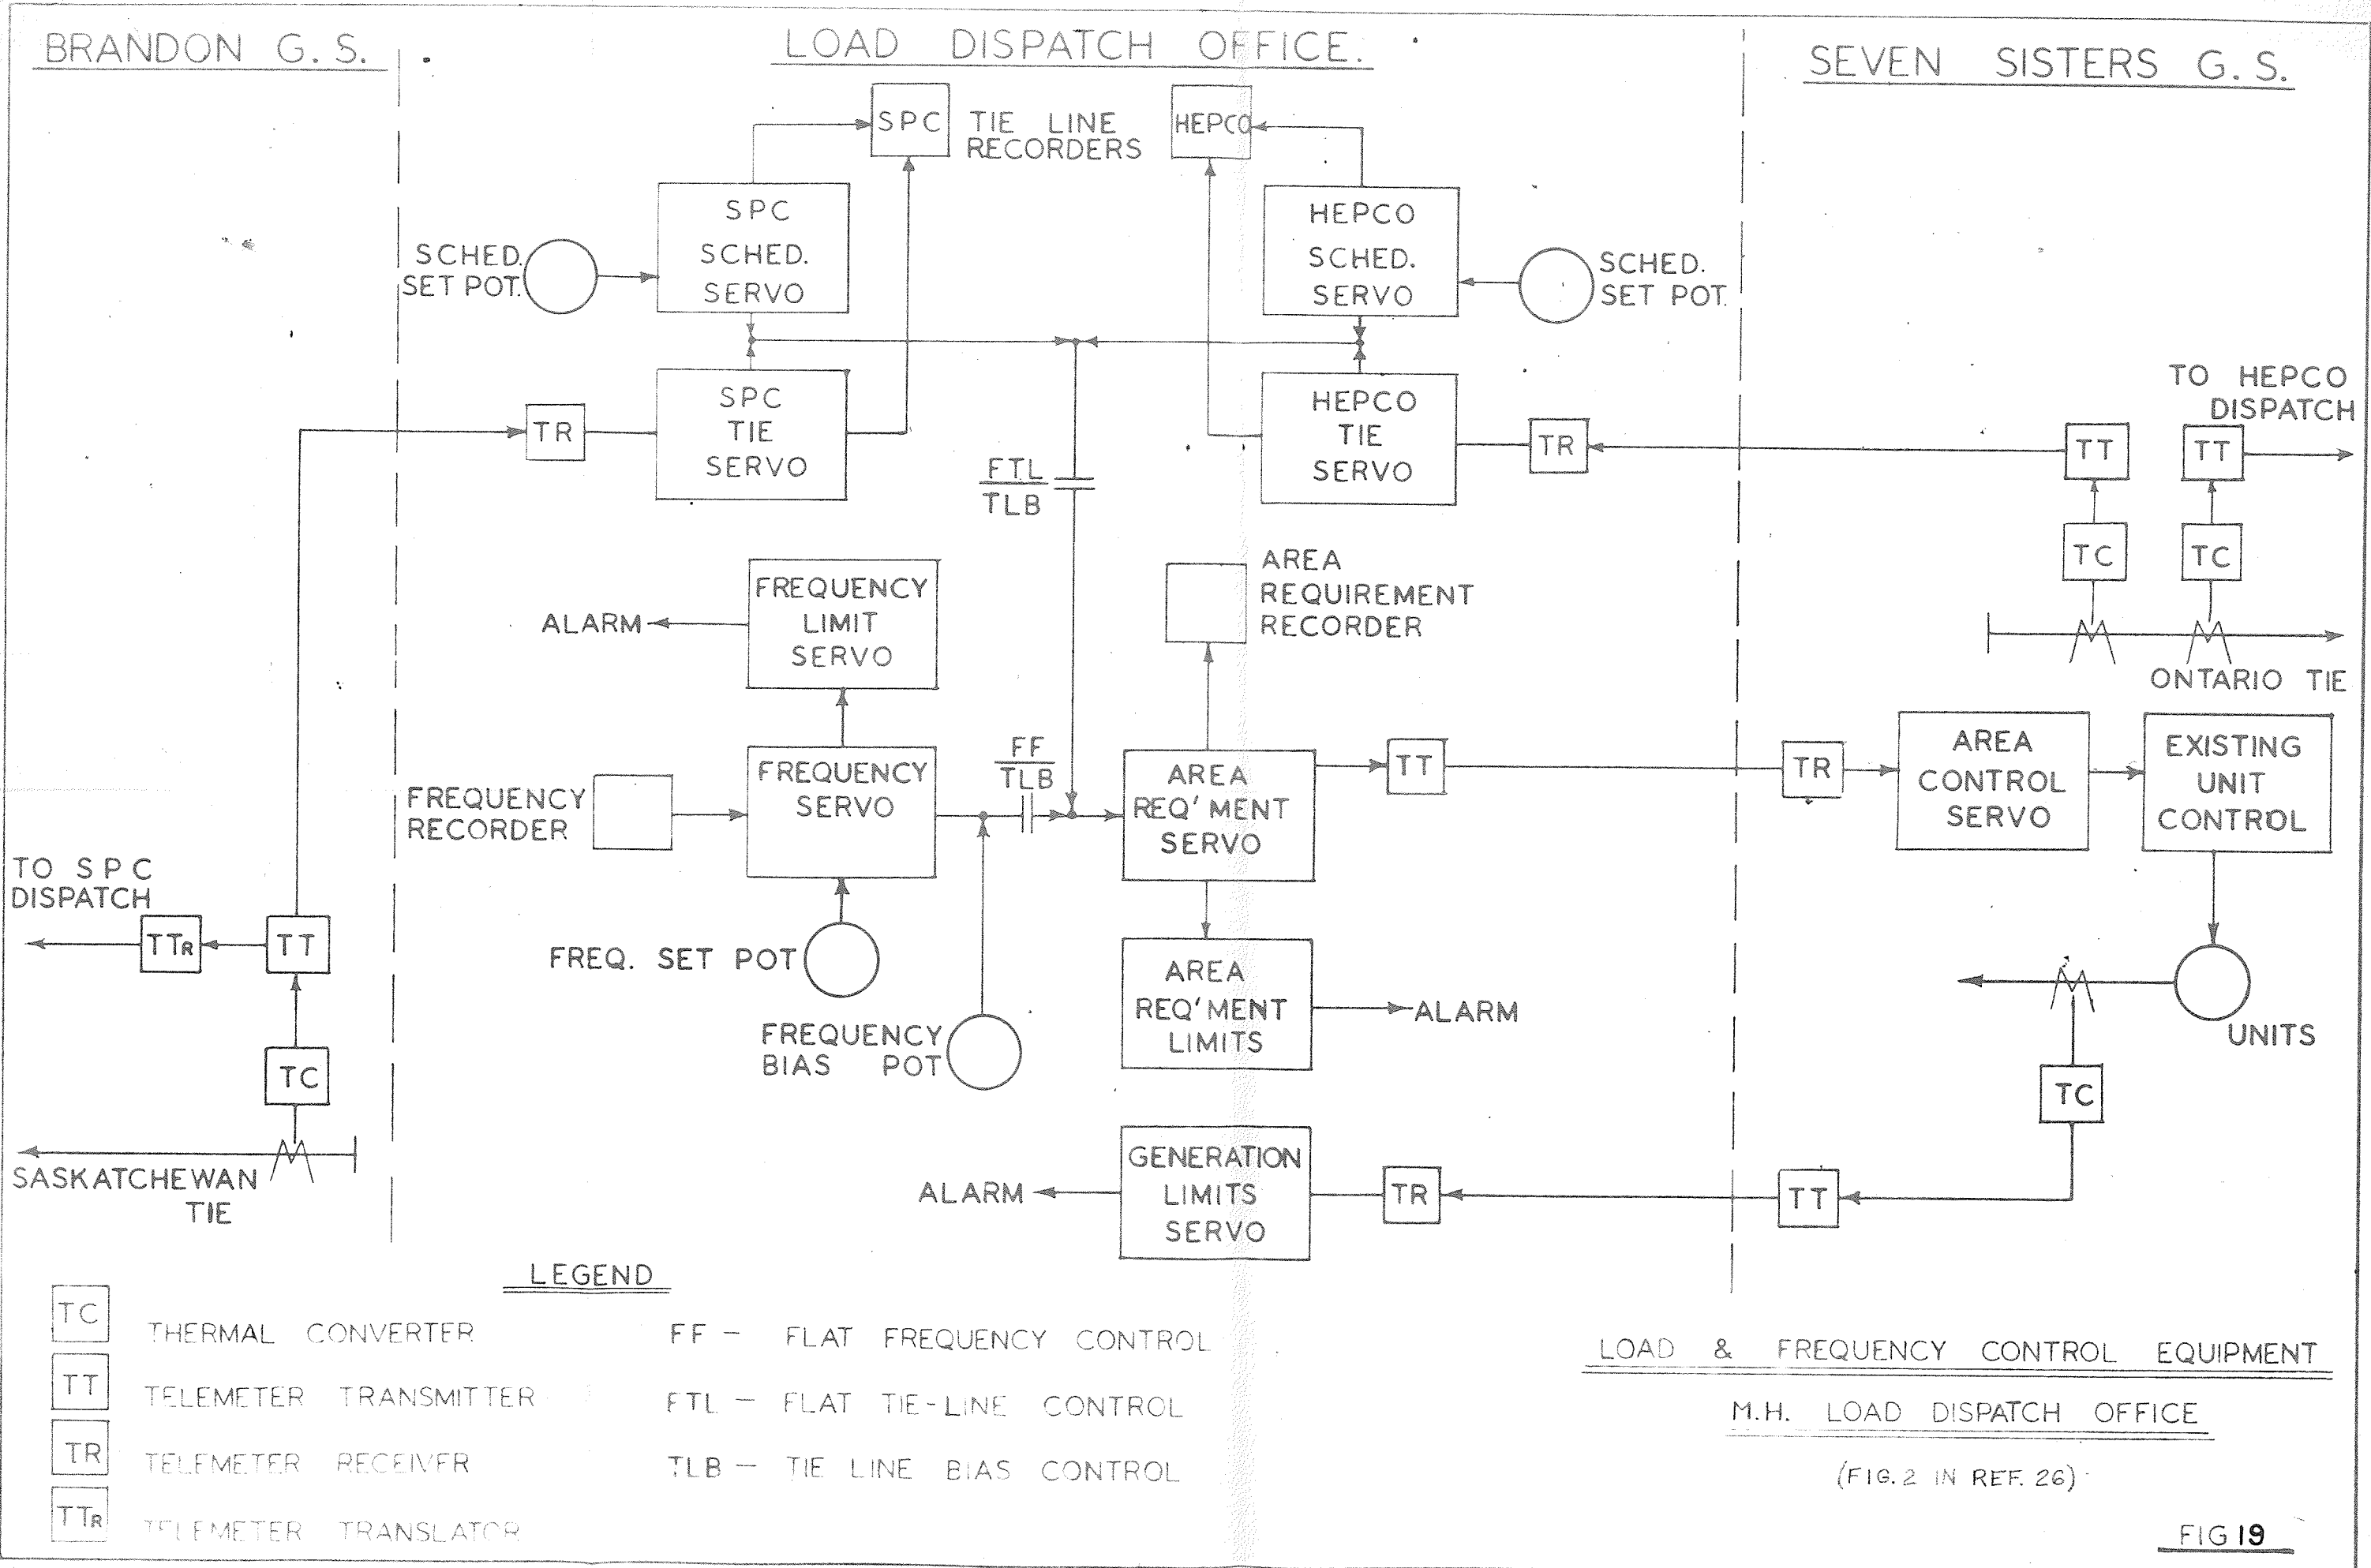 BRANDON G. S.
LOAD DISPATCH OFFICE.
SEVEN SISTERS G. S.
SPC
TIE LINE
RECORDERS
HEPCO
SPC
SCHED.
SERVO
SCHED.
SET POT.
HEPCO
SCHED.
SERVO
SCHED.
SET POT.
TR
SPC
TIE
SERVO
FTL
TLB
HEPCO
TIE
SERVO
TR
TO HEPCO
DISPATCH
TT
TT
TC
TC
ONTARIO TIE
ALARM
FREQUENCY
LIMIT
SERVO
AREA
REQUIREMENT
RECORDER
FREQUENCY
RECORDER
FREQUENCY
SERVO
FF
TLB
AREA
REQ'MENT
SERVO
TT
TR
AREA
CONTROL
SERVO
EXISTING
UNIT
CONTROL
TO SPC
DISPATCH
TTR
TT
TC
SASKATCHEWAN
TIE
FREQ. SET POT
FREQUENCY
BIAS POT
AREA
REQ'MENT
LIMITS
ALARM
UNITS
TC
ALARM
GENERATION
LIMITS
SERVO
TR
TT
LEGEND
TC THERMAL CONVERTER
TT TELEMETER TRANSMITTER
TR TELEMETER RECEIVER
TTR TELEMETER TRANSLATOR
FF - FLAT FREQUENCY CONTROL
FTL - FLAT TIE-LINE CONTROL
TLB - TIE LINE BIAS CONTROL
LOAD & FREQUENCY CONTROL EQUIPMENT
M.H. LOAD DISPATCH OFFICE
(FIG. 2 IN REF. 26)
FIG 19